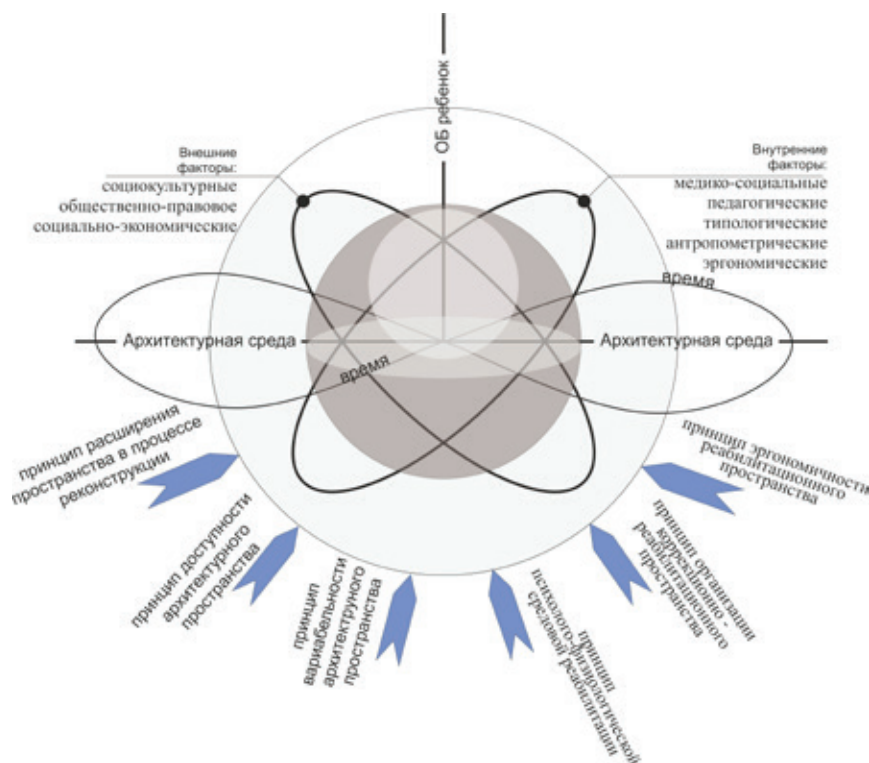 ОБ ребенок
Внешние
факторы:
социокультурные
общественно-правовое
социально-экономические
Внутренние
факторы:
медико-социальные
педагогические
типологические
антропометрические
эргономические
время
Архитектурная среда
Архитектурная среда
время
принцип расширения
пространства в процессе
реконструкции
принцип доступности
архитектурного
пространства
принцип
вариабельности
архитектруного
пространства
принцип
психолого-физиологической
средовой реабилитации
принцип организации
коррекционно -
реабилитационного
пространства
принцип эргономичности
реабилитационного
пространства